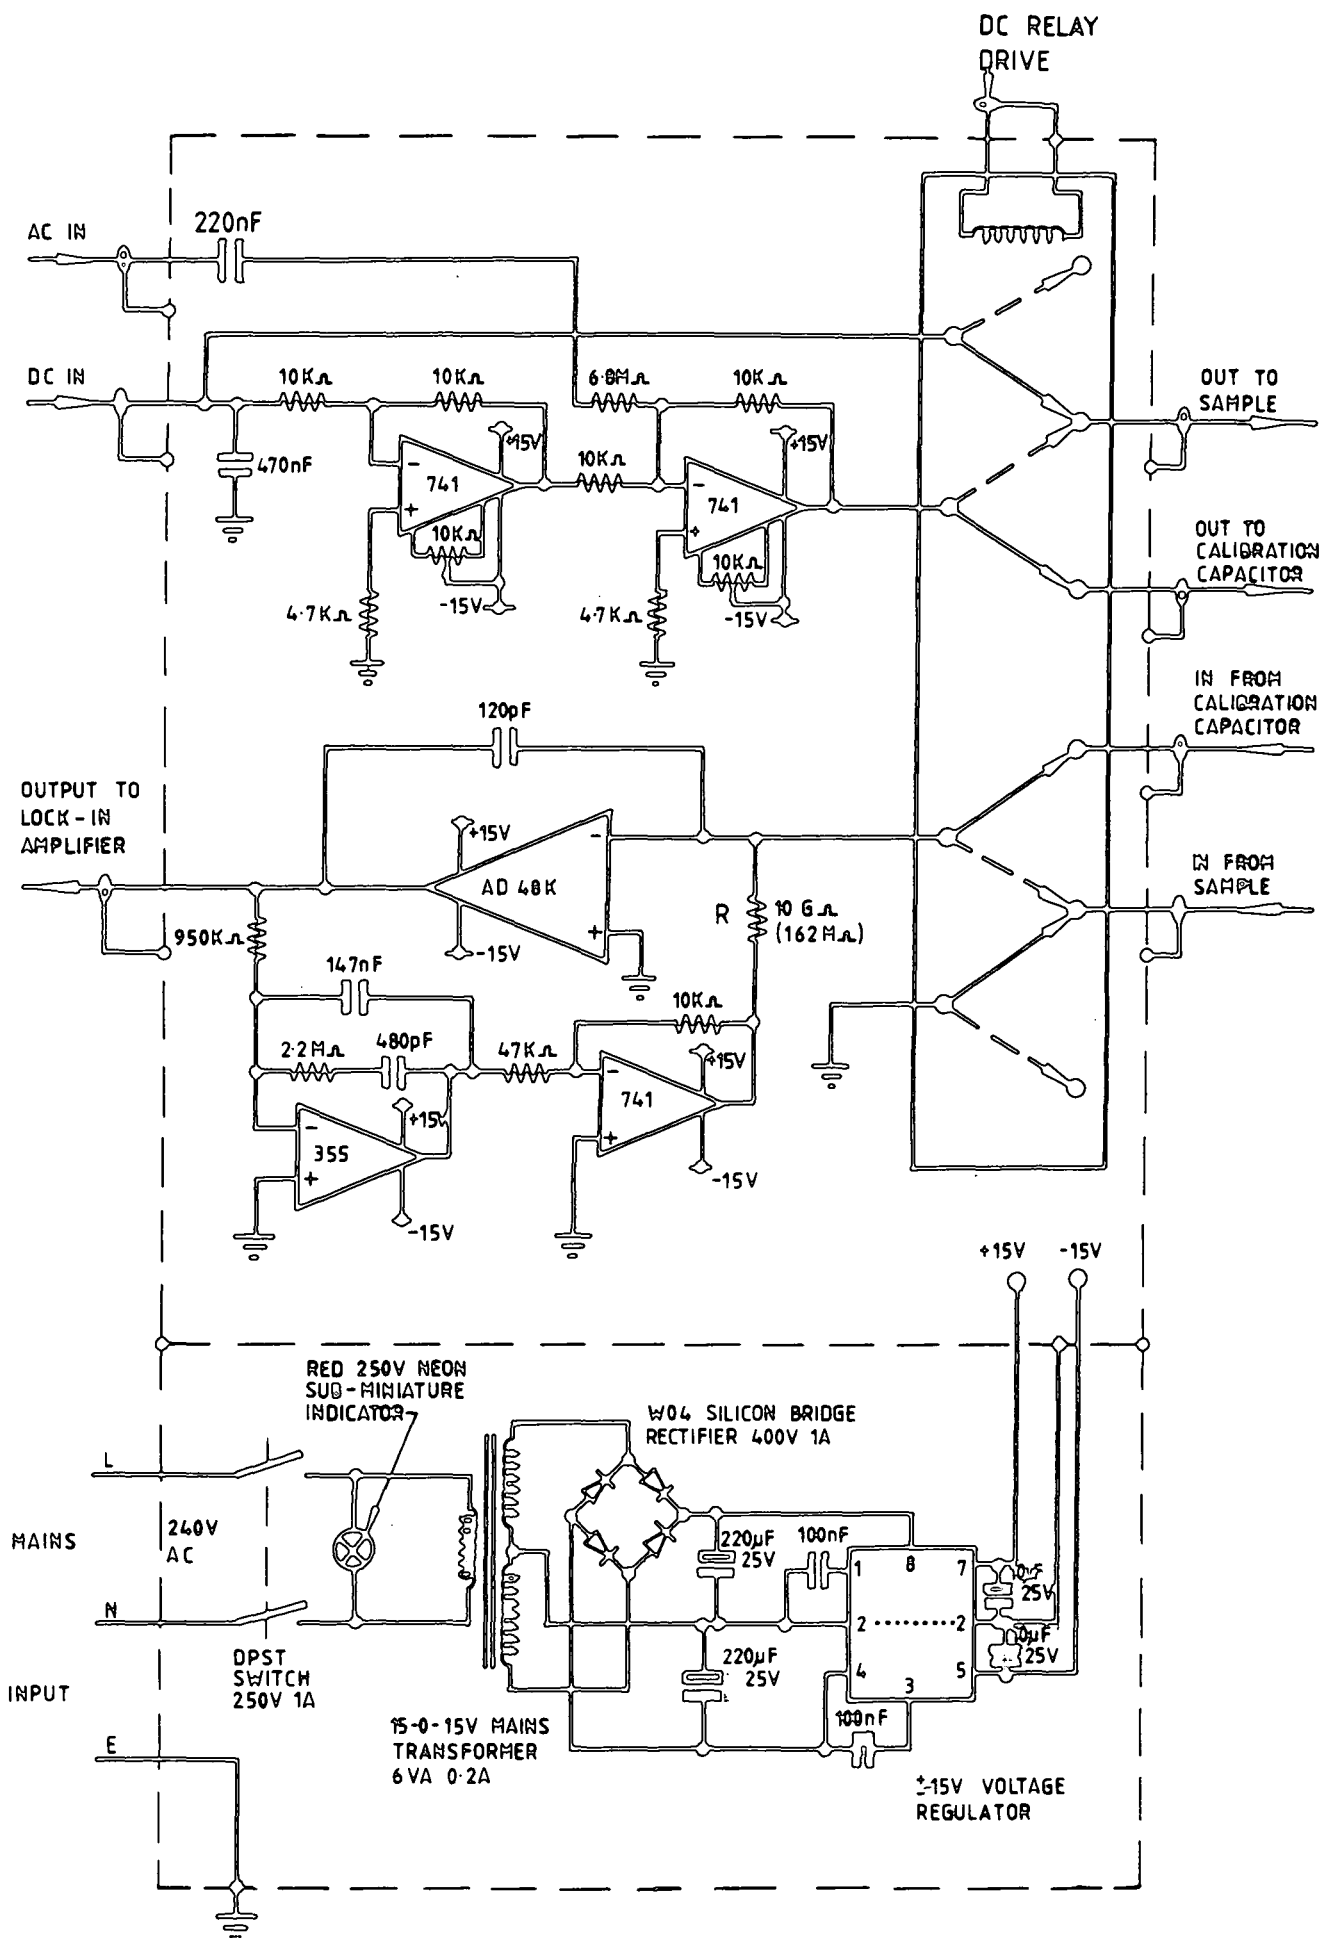 DC RELAY
DRIVE
AC IN
220nF
DC IN
10KΩ
10KΩ
6·8MΩ
10KΩ
OUT TO
SAMPLE
470nF
+15V
+15V
-
741
+
10KΩ
-
741
+
10KΩ
10KΩ
-15V
-15V
4·7KΩ
4·7KΩ
OUT TO
CALIBRATION
CAPACITOR
IN FROM
CALIBRATION
CAPACITOR
120pF
OUTPUT TO
LOCK-IN
AMPLIFIER
+15V
-
AD 48K
+
-15V
R
10 GΩ
(162MΩ)
IN FROM
SAMPLE
950KΩ
147nF
10KΩ
2·2MΩ
480pF
47KΩ
+15V
+15V
-
355
+
-
741
+
-15V
-15V
+15V
-15V
RED 250V NEON
SUB-MINIATURE
INDICATOR
W04 SILICON BRIDGE
RECTIFIER 400V 1A
L
MAINS
240V
AC
N
INPUT
DPST
SWITCH
250V 1A
E
220µF
25V
100nF
1
8
7
25V
2
2
220µF
25V
4
5
3
25V
100nF
15-0-15V MAINS
TRANSFORMER
6VA 0·2A
±15V VOLTAGE
REGULATOR